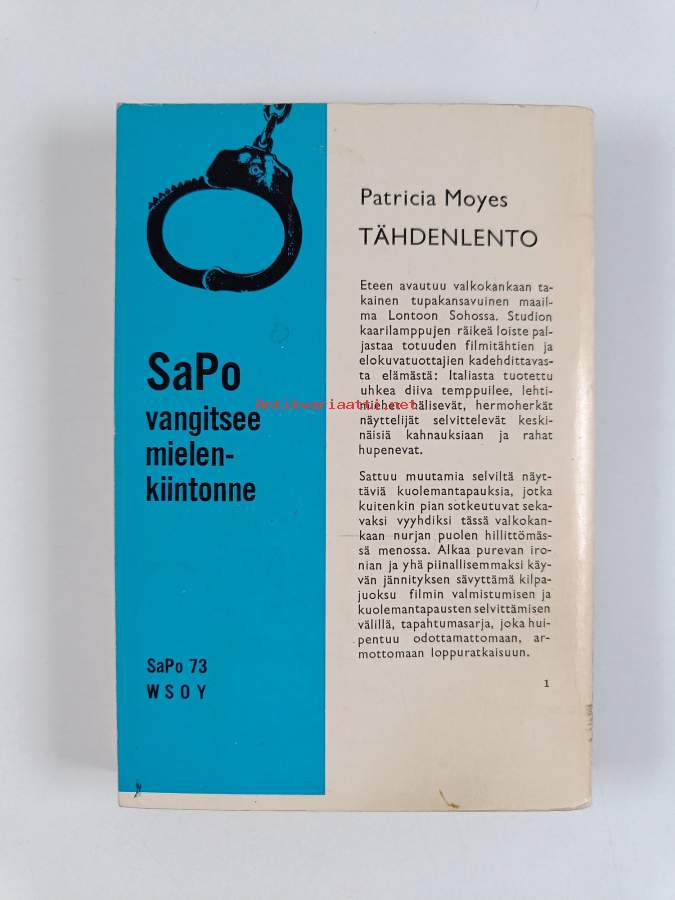 SaPo
vangitsee
mielen-
kiintonne
SaPo 73
WSOY
Patricia Moyes
TÄHDENLENTO
Eteen avautuu valkokankaan ta-
kainen tupakansavuinen maail-
ma Lontoon Sohossa. Studion
kaarilamppujen räikeä loiste pal-
jastaa totuuden filmitähtien ja
elokuvatuottajien kadehdittavas-
ta elämästä: Italiasta tuotettu
uhkea diiva temppuilee, lehti-
miehet hälisevät, hermoherkät
näyttelijät selvittelevät keski-
näisiä kahnauksiaan ja rahat
hupenevat.
Sattuu muutamia selviltä näyt-
täviä kuolemantapauksia, jotka
kuitenkin pian sotkeutuvat seka-
vaksi vyyhdiksi tässä valkokan-
kaan nurjan puolen hillittömäs-
sä menossa. Alkaa purevan iro-
nian ja yhä piinallisemmaksi käy-
vän jännityksen sävyttämä kilpa-
juoksu filmin valmistumisen ja
kuolemantapausten selvittämisen
välillä, tapahtumasarja, joka hui-
pentuu odottamattomaan, ar-
mottomaan loppuratkaisuun.
1
Antikvariaatti.net